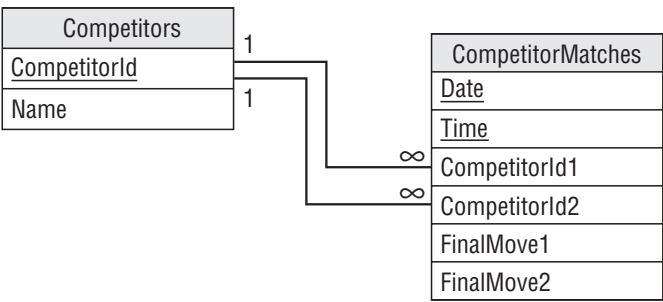 Competitors
CompetitorId
Name
1
1
∞
∞
CompetitorMatches
Date
Time
CompetitorId1
CompetitorId2
FinalMove1
FinalMove2